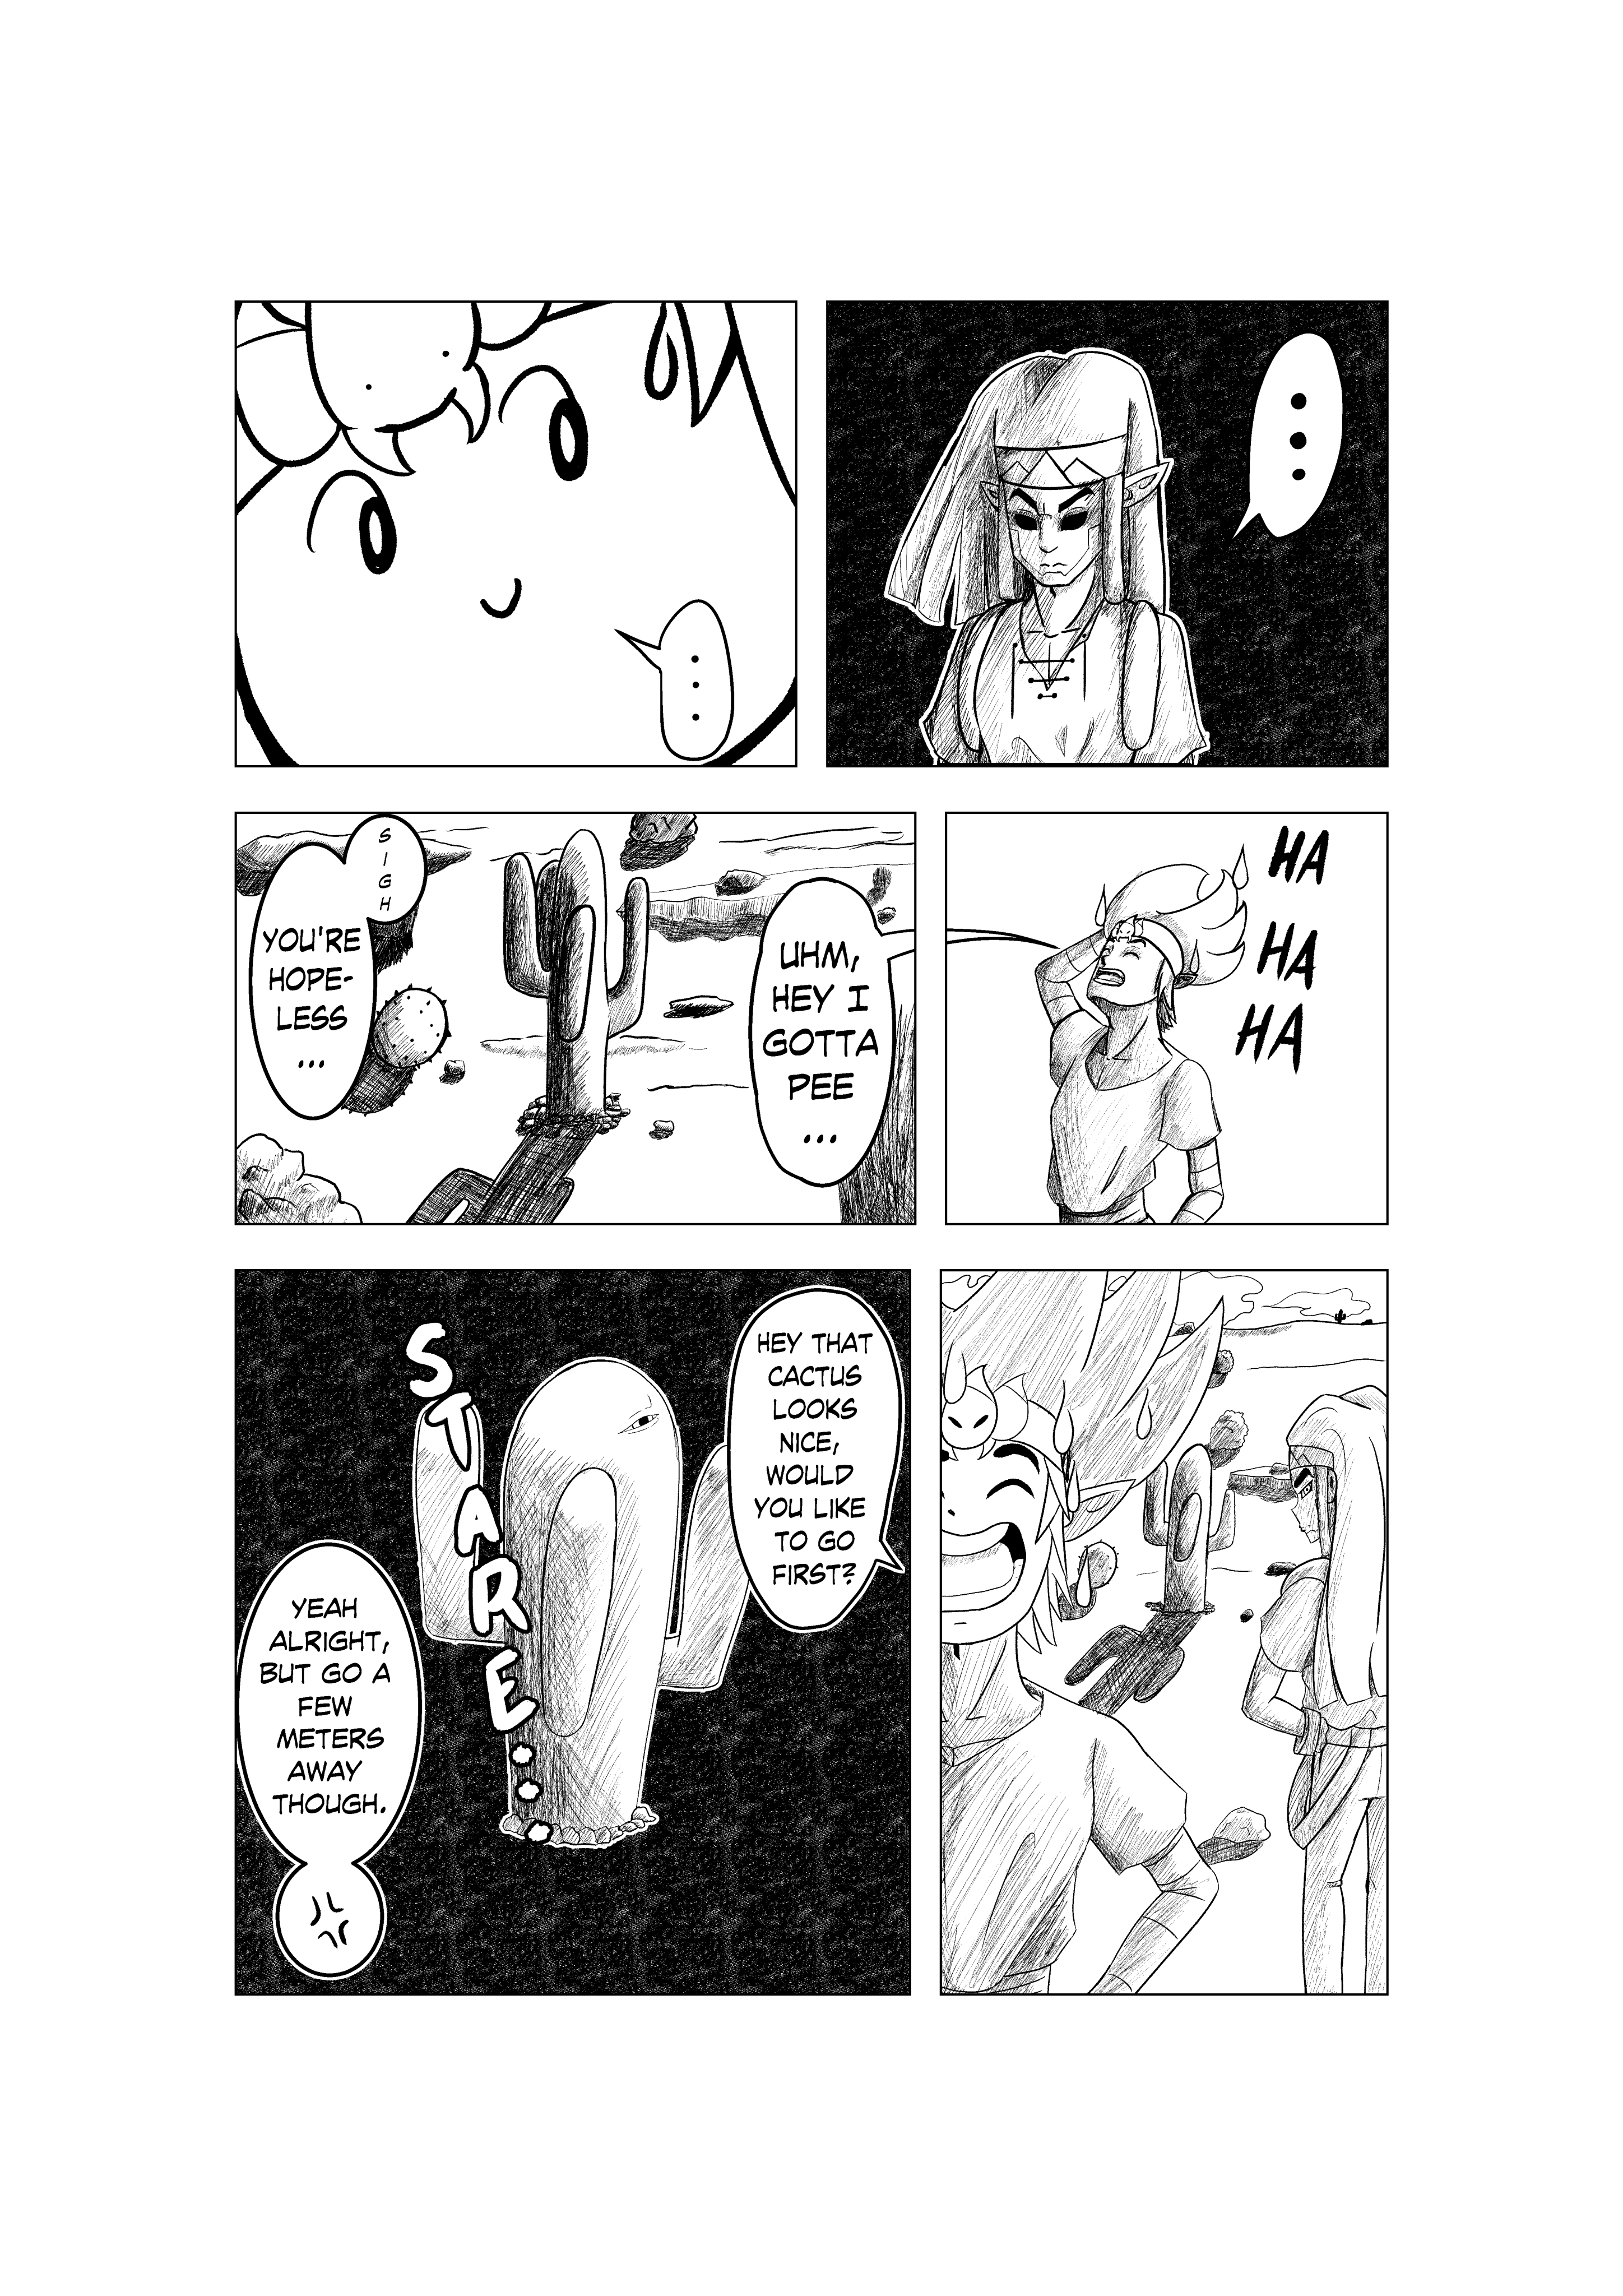 ...
...
HA
HA
HA
UHM,
HEY I
GOTTA
PEE
...
SIGH
YOU'RE
HOPE-
LESS
...
HEY THAT
CACTUS
LOOKS
NICE,
WOULD
YOU LIKE
TO GO
FIRST?
STARE...
YEAH
ALRIGHT,
BUT GO A
FEW
METERS
AWAY
THOUGH.